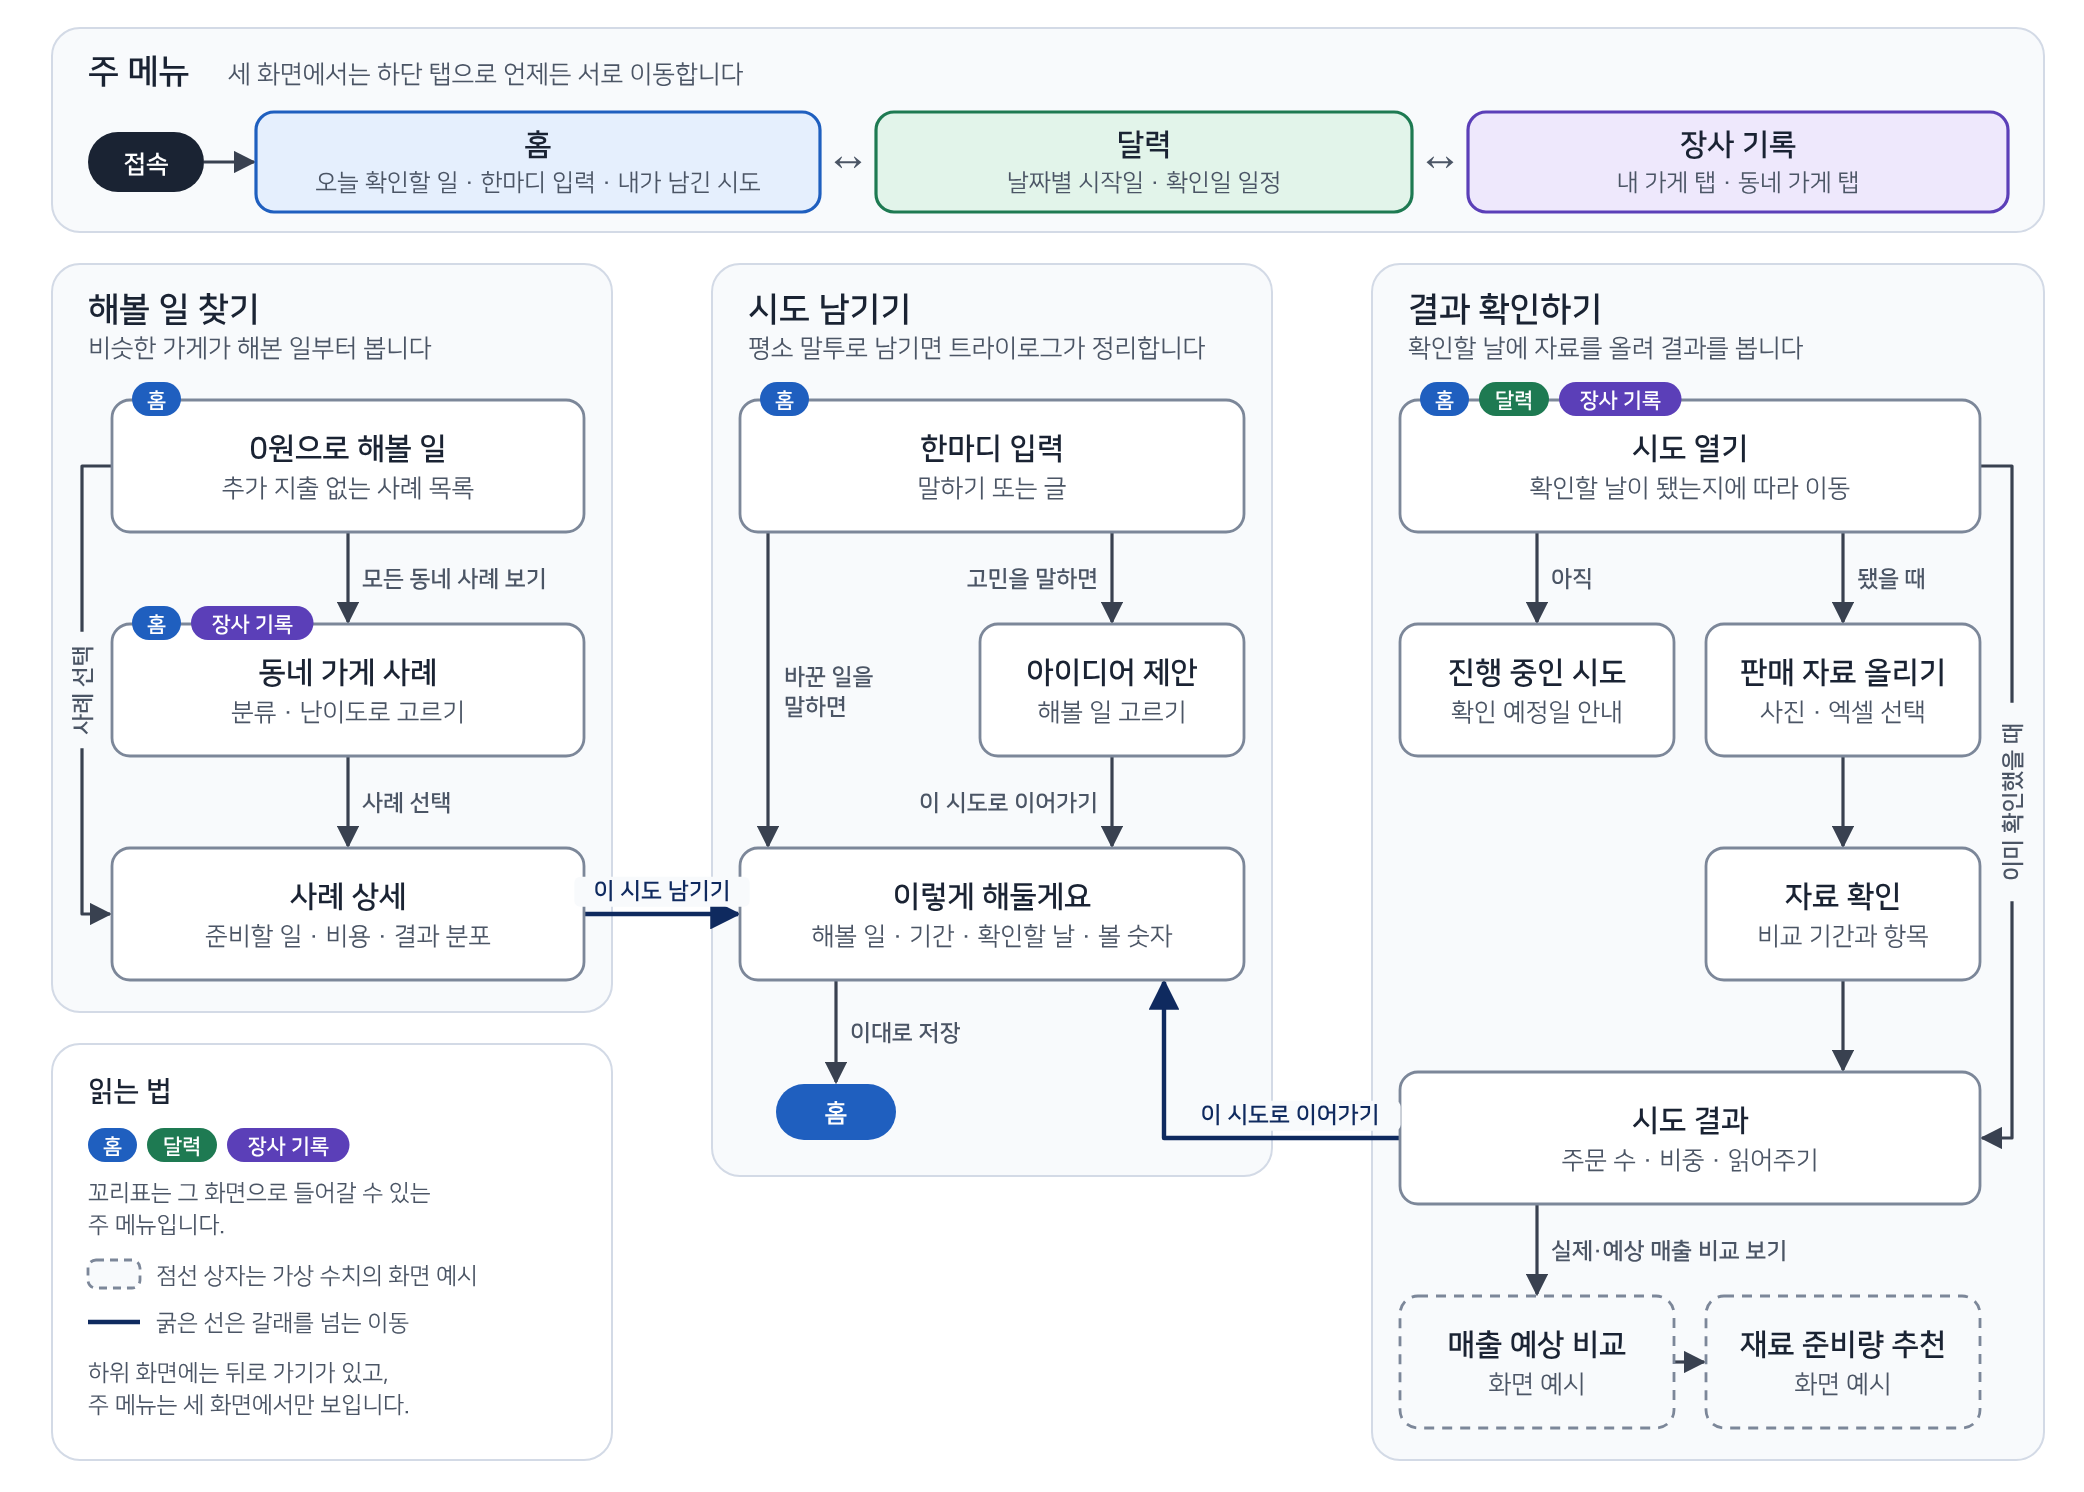 주 메뉴
세 화면에서는 하단 탭으로 언제든 서로 이동합니다
접속
홈
오늘 확인할 일 · 한마디 입력 · 내가 남긴 시도
↔
달력
날짜별 시작일 · 확인일 일정
↔
장사 기록
내 가게 탭 · 동네 가게 탭
해볼 일 찾기
비슷한 가게가 해본 일부터 봅니다
홈
0원으로 해볼 일
추가 지출 없는 사례 목록
모든 동네 사례 보기
사례 선택
홈
장사 기록
동네 가게 사례
분류 · 난이도로 고르기
사례 선택
사례 상세
준비할 일 · 비용 · 결과 분포
이 시도 남기기
시도 남기기
평소 말투로 남기면 트라이로그가 정리합니다
홈
한마디 입력
말하기 또는 글
고민을 말하면
바꾼 일을
말하면
아이디어 제안
해볼 일 고르기
이 시도로 이어가기
이렇게 해둘게요
해볼 일 · 기간 · 확인할 날 · 볼 숫자
이대로 저장
홈
이 시도로 이어가기
결과 확인하기
확인할 날에 자료를 올려 결과를 봅니다
홈
달력
장사 기록
시도 열기
확인할 날이 됐는지에 따라 이동
아직
됐을 때
이미 확인했을 때
진행 중인 시도
확인 예정일 안내
판매 자료 올리기
사진 · 엑셀 선택
자료 확인
비교 기간과 항목
시도 결과
주문 수 · 비중 · 읽어주기
실제·예상 매출 비교 보기
매출 예상 비교
화면 예시
재료 준비량 추천
화면 예시
읽는 법
홈
달력
장사 기록
꼬리표는 그 화면으로 들어갈 수 있는
주 메뉴입니다.
점선 상자는 가상 수치의 화면 예시
굵은 선은 갈래를 넘는 이동
하위 화면에는 뒤로 가기가 있고,
주 메뉴는 세 화면에서만 보입니다.